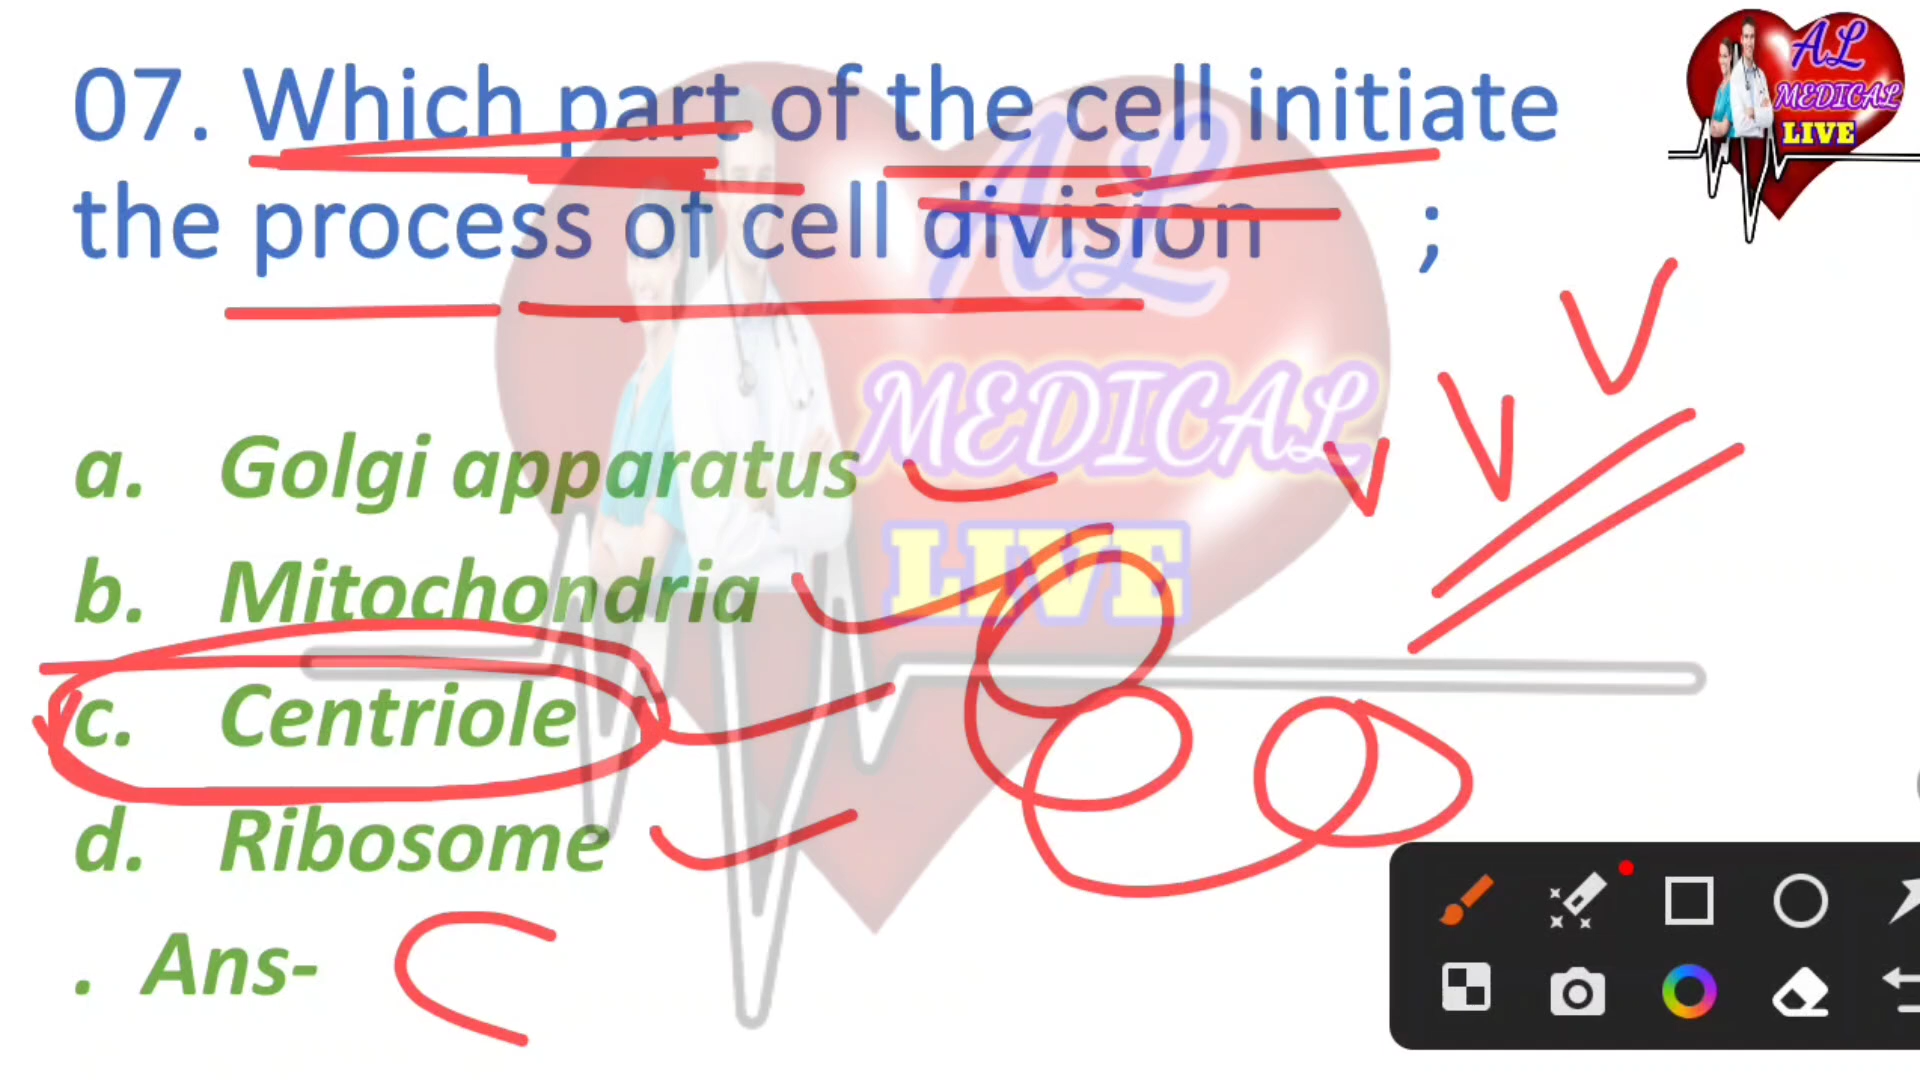 AL
MEDICAL
LIVE
07. Which part of the cell initiate
the process of cell division ;
AL
MEDICAL
LIVE
a. Golgi apparatus
b. Mitochondria
c. Centriole
d. Ribosome
. Ans- C